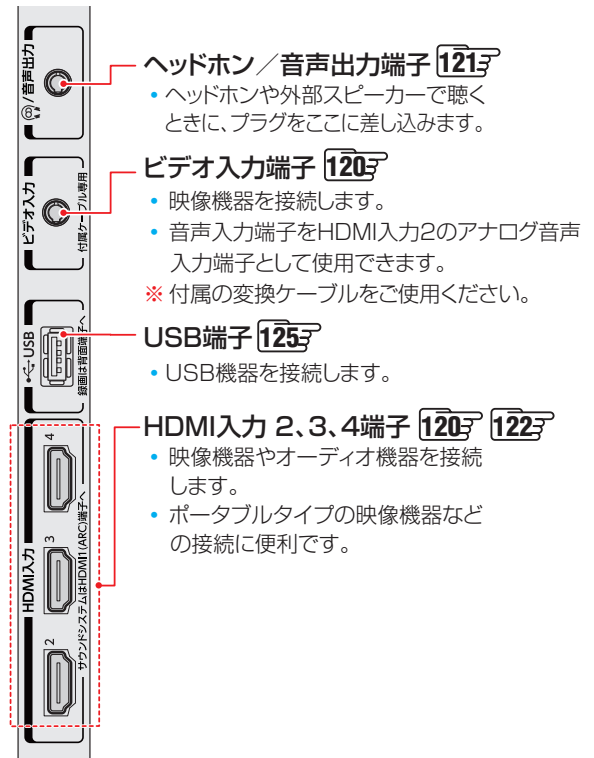 ヘッドホン／音声出力端子 121
• ヘッドホンや外部スピーカーで聴く
ときに、プラグをここに差し込みます。
ビデオ入力端子 120
• 映像機器を接続します。
• 音声入力端子をHDMI入力2のアナログ音声
入力端子として使用できます。
※ 付属の変換ケーブルをご使用ください。
USB端子 125
• USB機器を接続します。
HDMI入力 2、3、4端子 120 122
• 映像機器やオーディオ機器を接続
します。
• ポータブルタイプの映像機器など
の接続に便利です。
/音声出力
ビデオ入力
付属ケーブル専用
USB
録画は背面端子へ
HDMI入力
4
3
2
サウンドシステムはHDMI1(ARC)端子へ